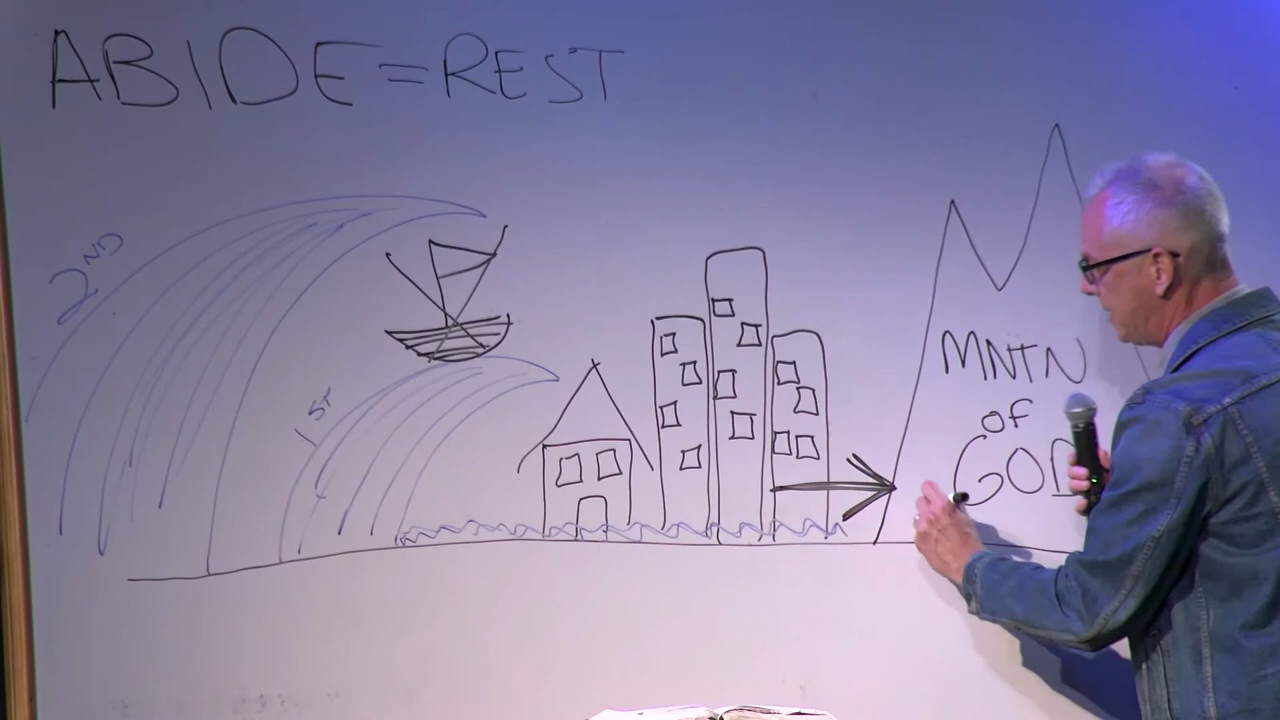 ABIDE=REST
2ND
1ST
MNTN
OF
GOD